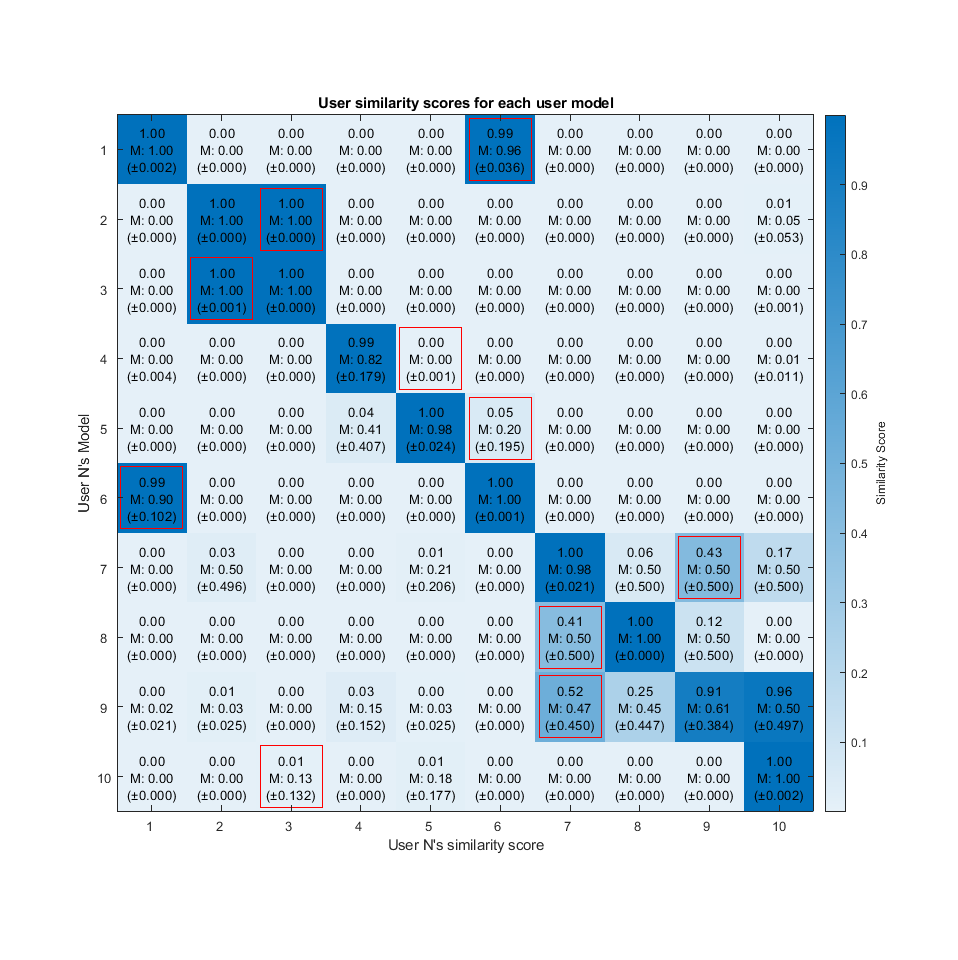 User similarity scores for each user model
1.00 0.00 0.00 0.00 0.00 0.99 0.00 0.00 0.00 0.00
1 M: 1.00 M: 0.00 M: 0.00 M: 0.00 M: 0.00 M: 0.96 M: 0.00 M: 0.00 M: 0.00 M: 0.00
(±0.002) (±0.000) (±0.000) (±0.000) (±0.000) (±0.036) (±0.000) (±0.000) (±0.000) (±0.000)
0.00 1.00 1.00 0.00 0.00 0.00 0.00 0.00 0.00 0.01
2 M: 0.00 M: 1.00 M: 1.00 M: 0.00 M: 0.00 M: 0.00 M: 0.00 M: 0.00 M: 0.00 M: 0.05
(±0.000) (±0.000) (±0.000) (±0.000) (±0.000) (±0.000) (±0.000) (±0.000) (±0.000) (±0.053)
0.00 1.00 1.00 0.00 0.00 0.00 0.00 0.00 0.00 0.00
3 M: 0.00 M: 1.00 M: 1.00 M: 0.00 M: 0.00 M: 0.00 M: 0.00 M: 0.00 M: 0.00 M: 0.00
(±0.000) (±0.001) (±0.000) (±0.000) (±0.000) (±0.000) (±0.000) (±0.000) (±0.000) (±0.001)
0.00 0.00 0.00 0.99 0.00 0.00 0.00 0.00 0.00 0.00
4 M: 0.00 M: 0.00 M: 0.00 M: 0.82 M: 0.00 M: 0.00 M: 0.00 M: 0.00 M: 0.00 M: 0.01
(±0.004) (±0.000) (±0.000) (±0.179) (±0.001) (±0.000) (±0.000) (±0.000) (±0.000) (±0.011)
0.00 0.00 0.00 0.04 1.00 0.05 0.00 0.00 0.00 0.00
5 M: 0.00 M: 0.00 M: 0.00 M: 0.41 M: 0.98 M: 0.20 M: 0.00 M: 0.00 M: 0.00 M: 0.00
(±0.000) (±0.000) (±0.000) (±0.407) (±0.024) (±0.195) (±0.000) (±0.000) (±0.000) (±0.000)
0.99 0.00 0.00 0.00 0.00 1.00 0.00 0.00 0.00 0.00
6 M: 0.90 M: 0.00 M: 0.00 M: 0.00 M: 0.00 M: 1.00 M: 0.00 M: 0.00 M: 0.00 M: 0.00
(±0.102) (±0.000) (±0.000) (±0.000) (±0.000) (±0.001) (±0.000) (±0.000) (±0.000) (±0.000)
0.00 0.03 0.00 0.00 0.01 0.00 1.00 0.06 0.43 0.17
7 M: 0.00 M: 0.50 M: 0.00 M: 0.00 M: 0.21 M: 0.00 M: 0.98 M: 0.50 M: 0.50 M: 0.50
(±0.000) (±0.496) (±0.000) (±0.000) (±0.206) (±0.000) (±0.021) (±0.500) (±0.500) (±0.500)
0.00 0.00 0.00 0.00 0.00 0.00 0.41 1.00 0.12 0.00
8 M: 0.00 M: 0.00 M: 0.00 M: 0.00 M: 0.00 M: 0.00 M: 0.50 M: 1.00 M: 0.50 M: 0.00
(±0.000) (±0.000) (±0.000) (±0.000) (±0.000) (±0.000) (±0.500) (±0.000) (±0.500) (±0.000)
0.00 0.01 0.00 0.03 0.00 0.00 0.52 0.25 0.91 0.96
9 M: 0.02 M: 0.03 M: 0.00 M: 0.15 M: 0.03 M: 0.00 M: 0.47 M: 0.45 M: 0.61 M: 0.50
(±0.021) (±0.025) (±0.000) (±0.152) (±0.025) (±0.000) (±0.450) (±0.447) (±0.384) (±0.497)
0.00 0.00 0.01 0.00 0.01 0.00 0.00 0.00 0.00 1.00
10 M: 0.00 M: 0.00 M: 0.13 M: 0.00 M: 0.18 M: 0.00 M: 0.00 M: 0.00 M: 0.00 M: 1.00
(±0.000) (±0.000) (±0.132) (±0.000) (±0.177) (±0.000) (±0.000) (±0.000) (±0.000) (±0.002)
1 2 3 4 5 6 7 8 9 10
User N's similarity score
User N's Model
0.9
0.8
0.7
0.6
0.5
0.4
0.3
0.2
0.1
Similarity Score